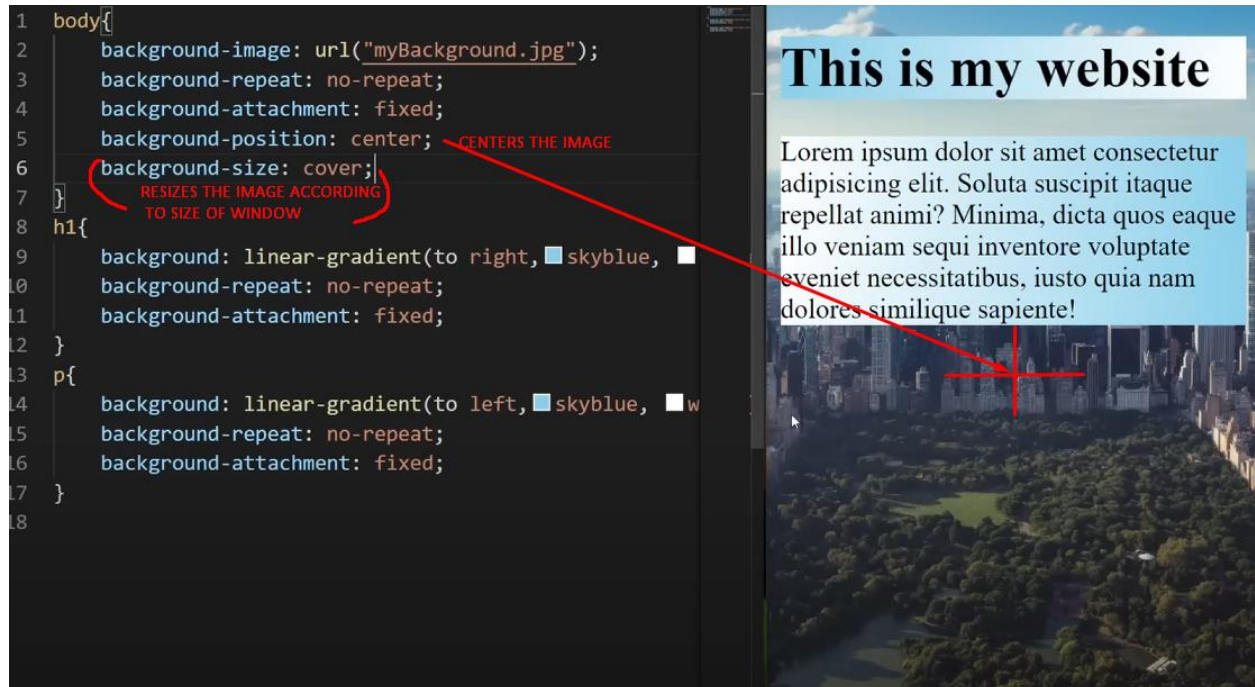 1 body{
2 background-image: url("myBackground.jpg");
3 background-repeat: no-repeat;
4 background-attachment: fixed;
5 background-position: center; CENTERS THE IMAGE
6 background-size: cover;
RESIZES THE IMAGE ACCORDING
7 }
TO SIZE OF WINDOW
8 h1{
9 background: linear-gradient(to right, skyblue,
10 background-repeat: no-repeat;
11 background-attachment: fixed;
12 }
13 p{
14 background: linear-gradient(to left, skyblue, w
15 background-repeat: no-repeat;
16 background-attachment: fixed;
17 }
18
This is my website
Lorem ipsum dolor sit amet consectetur
adipisicing elit. Soluta suscipit itaque
repellat animi? Minima, dicta quos eaque
illo veniam sequi inventore voluptate
eveniet necessitatibus, iusto quia nam
dolores similique sapiente!